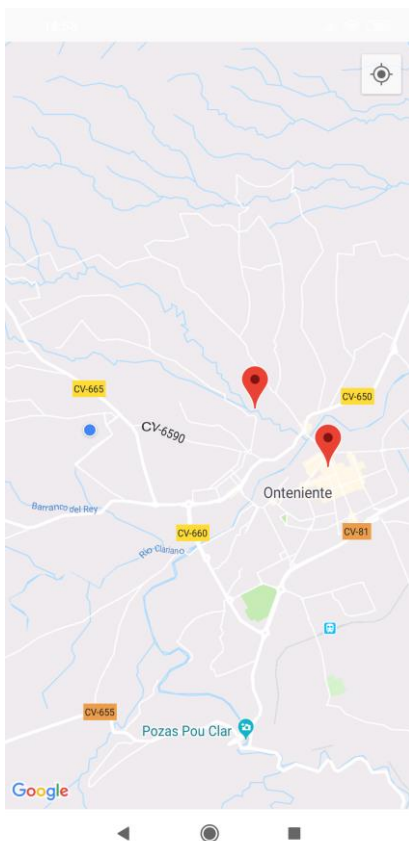 CV-665
CV-650
CV-6590
Onteniente
Barranco del Rey
CV-660
CV-81
Río Clariano
CV-655
Pozas Pou Clar
Google